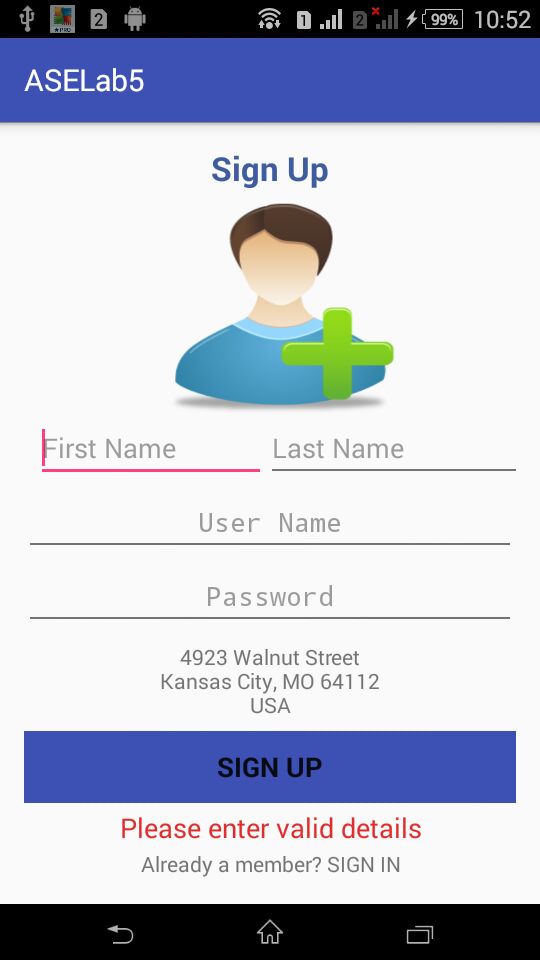 2 1 2 99% 10:52
ASELab5
Sign Up
First Name Last Name
User Name
Password
4923 Walnut Street
Kansas City, MO 64112
USA
SIGN UP
Please enter valid details
Already a member? SIGN IN